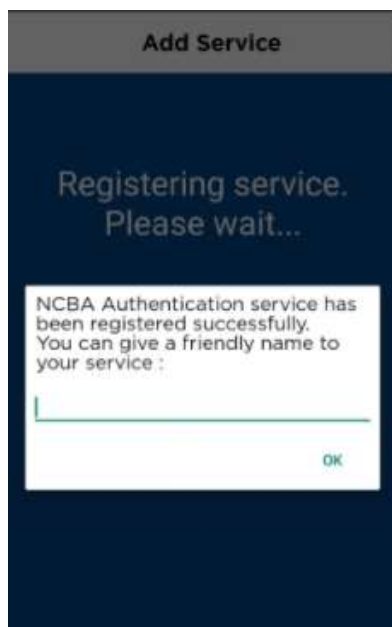 Add Service
Registering service.
Please wait...
NCBA Authentication service has
been registered successfully.
You can give a friendly name to
your service :
OK